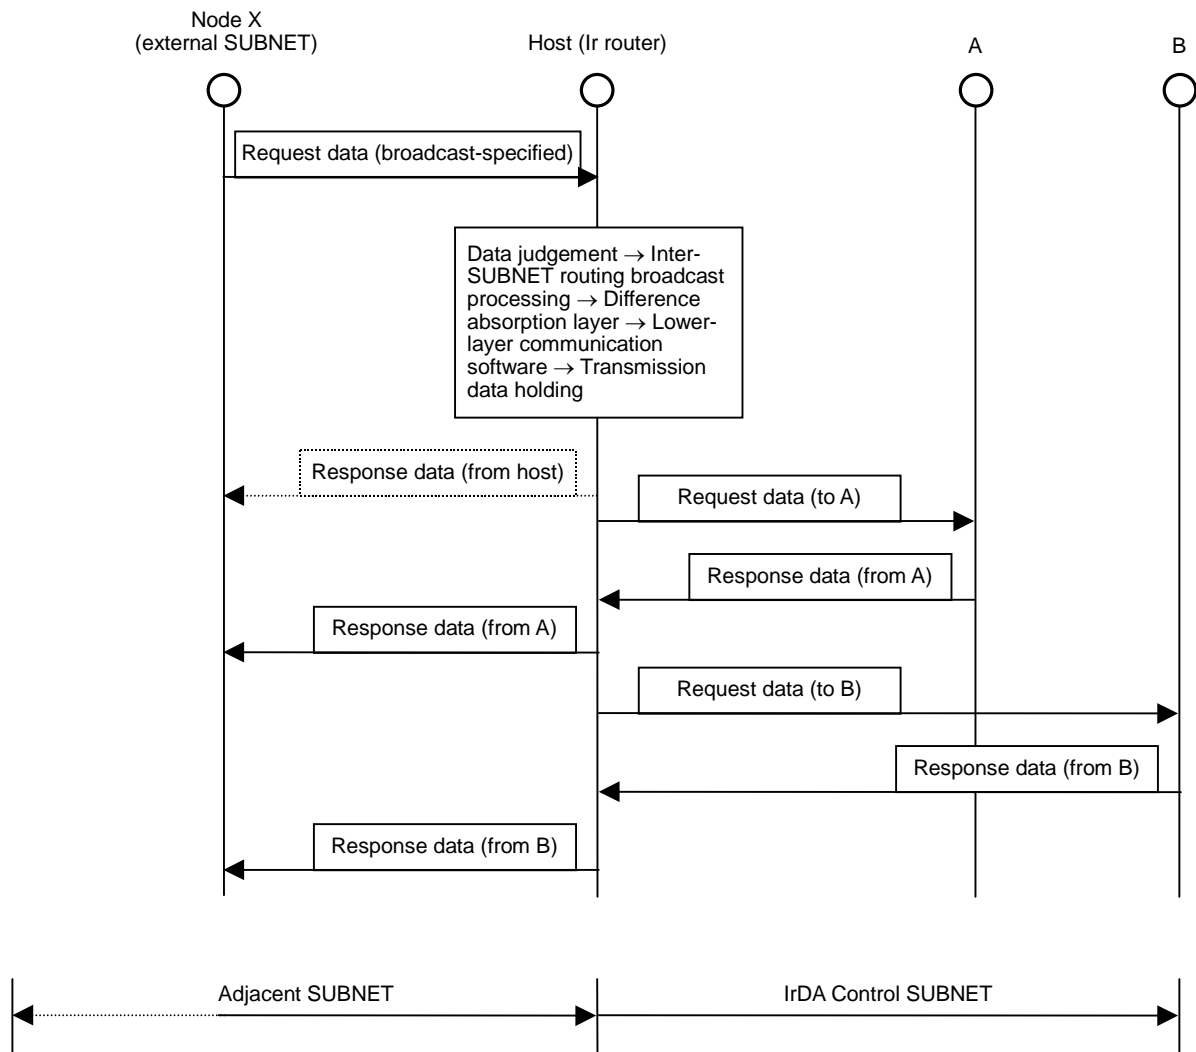 Node X
(external SUBNET)
Host (Ir router)
A
B
Request data (broadcast-specified)
Data judgement → Inter-
SUBNET routing broadcast
processing → Difference
absorption layer → Lower-
layer communication
software → Transmission
data holding
Response data (from host)
Request data (to A)
Response data (from A)
Response data (from A)
Request data (to B)
Response data (from B)
Response data (from B)
Adjacent SUBNET
IrDA Control SUBNET